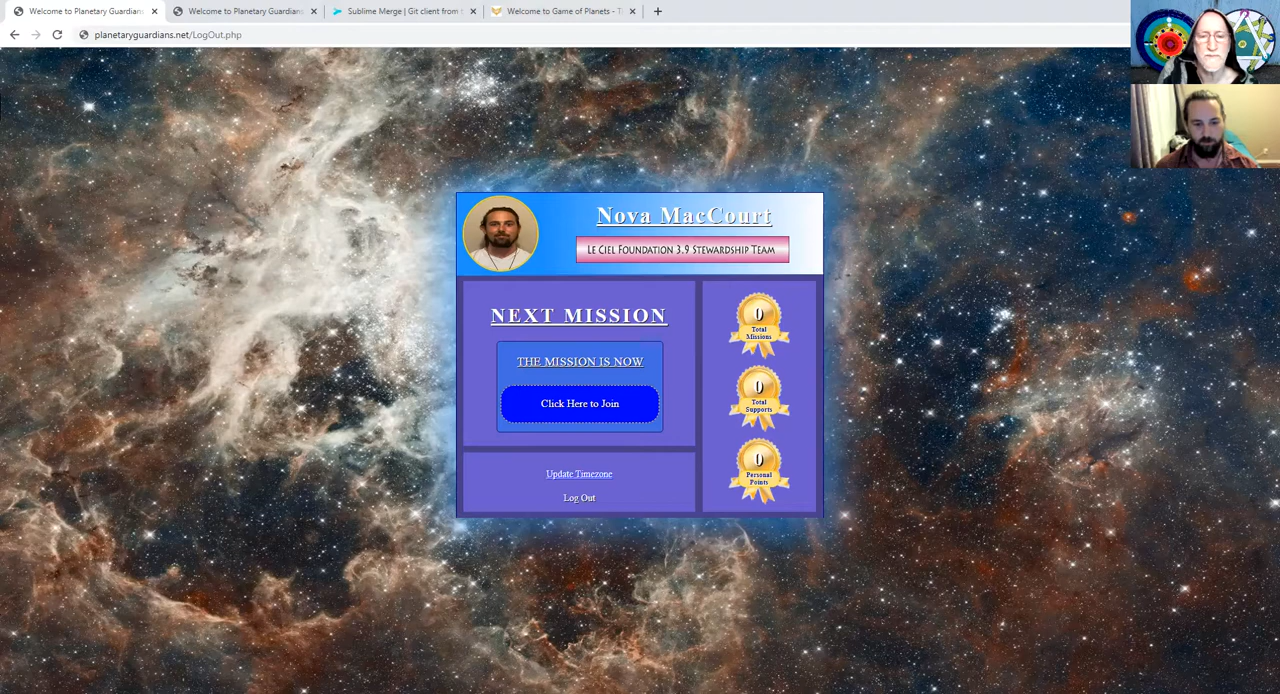 Welcome to Planetary Guardians
Welcome to Planetary Guardians
Sublime Merge | Git client from t
Welcome to Game of Planets - Ti
planetaryguardians.net/LogOut.php
Nova MacCourt
Le Ciel Foundation 3.9 Stewardship Team
NEXT MISSION
THE MISSION IS NOW
Click Here to Join
Update Timezone
Log Out
0
Total
Missions
0
Total
Supports
0
Personal
Points